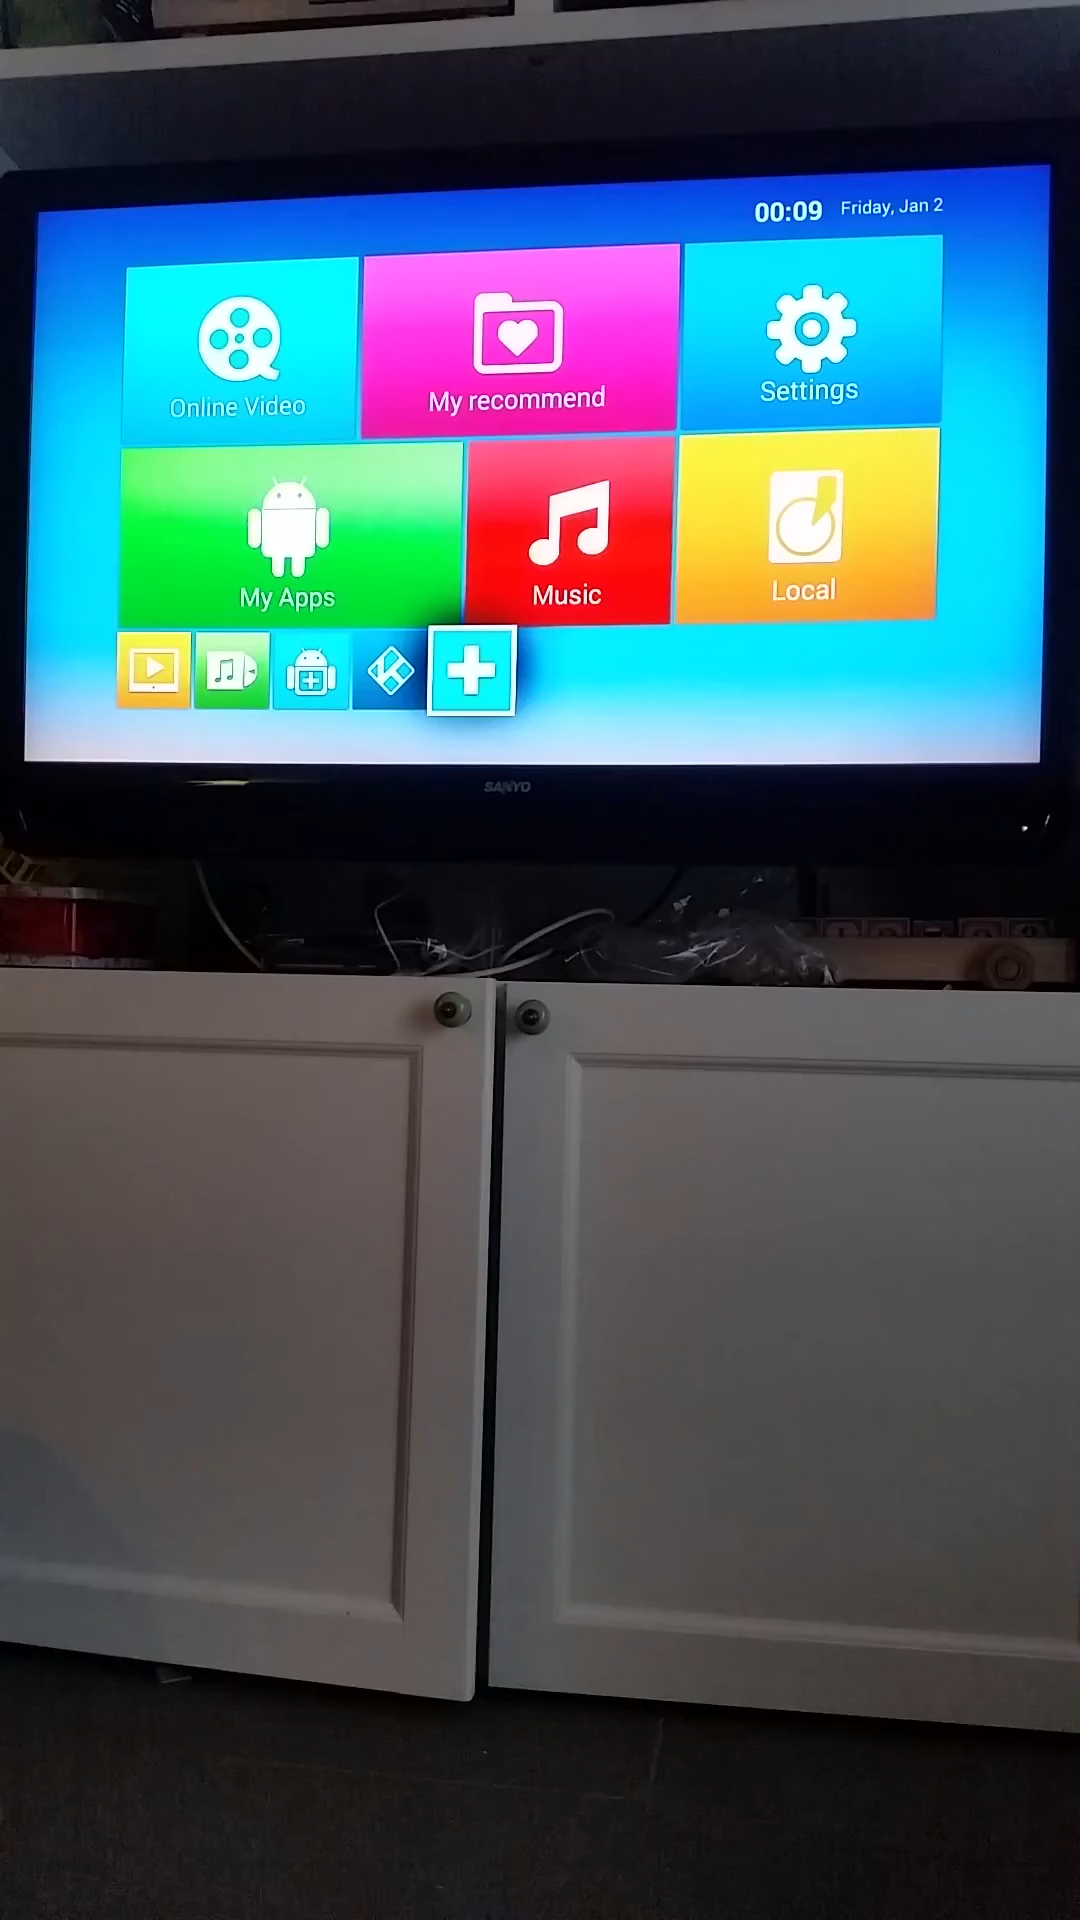 00:09 Friday, Jan 2
Online Video
My recommend
Settings
My Apps
Music
Local
SANYO